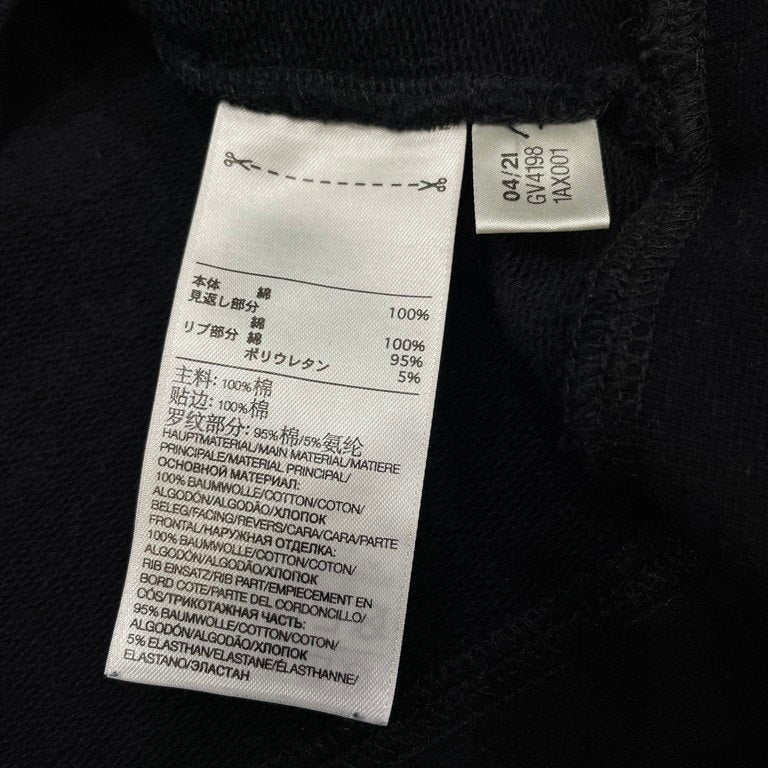 04/21
GV4198
1AX001
本体 綿 100%
見返し部分
綿 100%
リブ部分 綿 95%
ポリウレタン 5%
主料: 100%棉
贴边: 100%棉
罗纹部分: 95%棉/5%氨纶
HAUPTMATERIAL/MAIN MATERIAL/MATIERE
PRINCIPALE/MATERIAL PRINCIPAL/
ОСНОВНОЙ МАТЕРИАЛ:
100% BAUMWOLLE/COTTON/COTON/
ALGODÓN/ALGODÃO/ХЛОПОК
BELEG/FACING/REVERS/CARA/CARA/PARTE
FRONTAL/НАРУЖНАЯ ОТДЕЛКА:
100% BAUMWOLLE/COTTON/COTON/
ALGODÓN/ALGODÃO/ХЛОПОК
RIB EINSATZ/RIB PART/EMPIECEMENT EN
BORD COTE/PARTE DEL CORDONCILLO/
CÓS/ТРИКОТАЖНАЯ ЧАСТЬ:
95% BAUMWOLLE/COTTON/COTON/
ALGODÓN/ALGODÃO/ХЛОПОК
5% ELASTHAN/ELASTANE/ÉLASTHANNE/
ELASTANO/ЭЛАСТАН